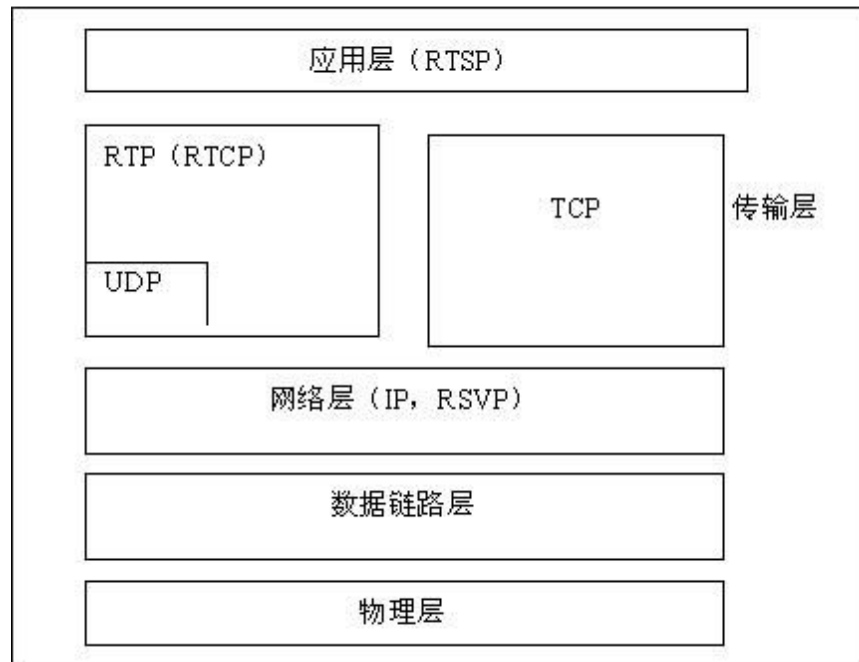 应用层（RTSP）
RTP（RTCP）
TCP
传输层
UDP
网络层（IP，RSVP）
数据链路层
物理层